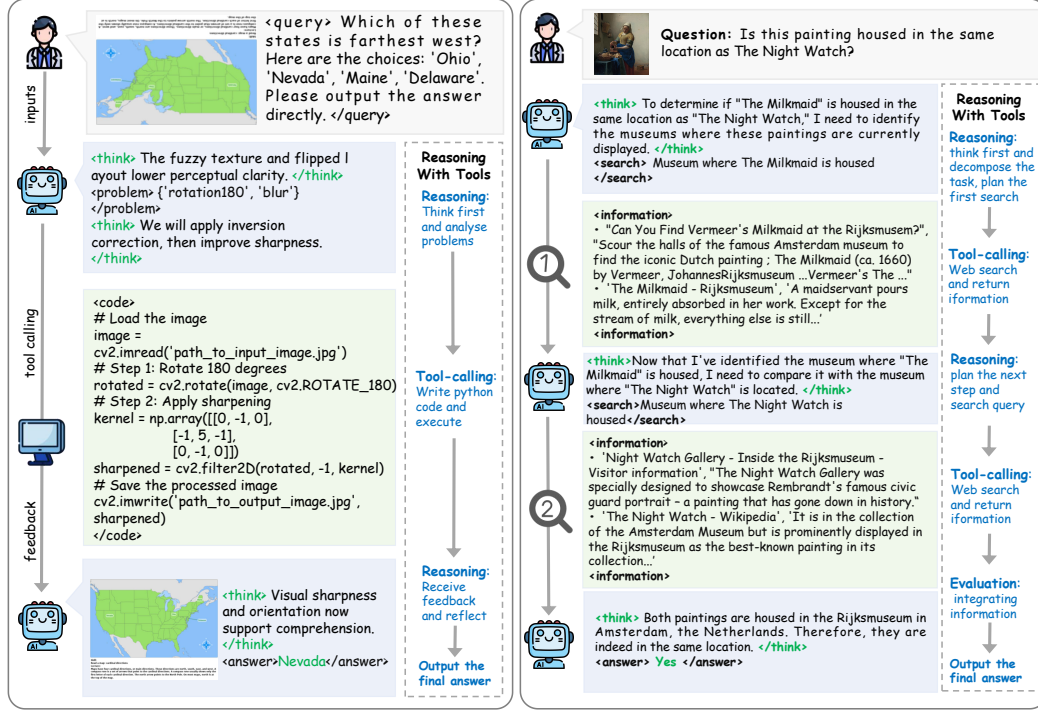 <query> Which of these
states is farthest west?
Here are the choices: 'Ohio',
'Nevada', 'Maine', 'Delaware'.
Please output the answer
directly. </query>
inputs
<think> The fuzzy texture and flipped l
ayout lower perceptual clarity. </think>
<problem> {'rotation180', 'blur'}
</problem>
<think> We will apply inversion
correction, then improve sharpness.
</think>
AI
tool calling
<code>
# Load the image
image =
cv2.imread('path_to_input_image.jpg')
# Step 1: Rotate 180 degrees
rotated = cv2.rotate(image, cv2.ROTATE_180)
# Step 2: Apply sharpening
kernel = np.array([[0, -1, 0],
[-1, 5, -1],
[0, -1, 0]])
sharpened = cv2.filter2D(rotated, -1, kernel)
# Save the processed image
cv2.imwrite('path_to_output_image.jpg',
sharpened)
</code>
feedback
<think> Visual sharpness
and orientation now
support comprehension.
</think>
<answer>Nevada</answer>
AI
Reasoning
With Tools
Reasoning:
Think first
and analyse
problems
Tool-calling:
Write python
code and
execute
Reasoning:
Receive
feedback
and reflect
Output the
final answer
Question: Is this painting housed in the same
location as The Night Watch?
<think> To determine if "The Milkmaid" is housed in the
same location as "The Night Watch," I need to identify
the museums where these paintings are currently
displayed. </think>
<search> Museum where The Milkmaid is housed
</search>
AI
<information>
• "Can You Find Vermeer's Milkmaid at the Rijksmusem?",
"Scour the halls of the famous Amsterdam museum to
find the iconic Dutch painting ; The Milkmaid (ca. 1660)
by Vermeer, JohannesRijksmuseum ...Vermeer's The ..."
• 'The Milkmaid - Rijksmuseum', 'A maidservant pours
milk, entirely absorbed in her work. Except for the
stream of milk, everything else is still...'
<information>
1
<think>Now that I've identified the museum where "The
Milkmaid" is housed, I need to compare it with the museum
where "The Night Watch" is located. </think>
<search>Museum where The Night Watch is
housed</search>
AI
<information>
• 'Night Watch Gallery - Inside the Rijksmuseum -
Visitor information', "The Night Watch Gallery was
specially designed to showcase Rembrandt's famous civic
guard portrait – a painting that has gone down in history."
• 'The Night Watch - Wikipedia', 'It is in the collection
of the Amsterdam Museum but is prominently displayed in
the Rijksmuseum as the best-known painting in its
collection...'
<information>
2
<think> Both paintings are housed in the Rijksmuseum in
Amsterdam, the Netherlands. Therefore, they are
indeed in the same location. </think>
<answer> Yes </answer>
AI
Reasoning
With Tools
Reasoning:
think first and
decompose the
task, plan the
first search
Tool-calling:
Web search
and return
iformation
Reasoning:
plan the next
step and
search query
Tool-calling:
Web search
and return
iformation
Evaluation:
integrating
information
Output the
final answer